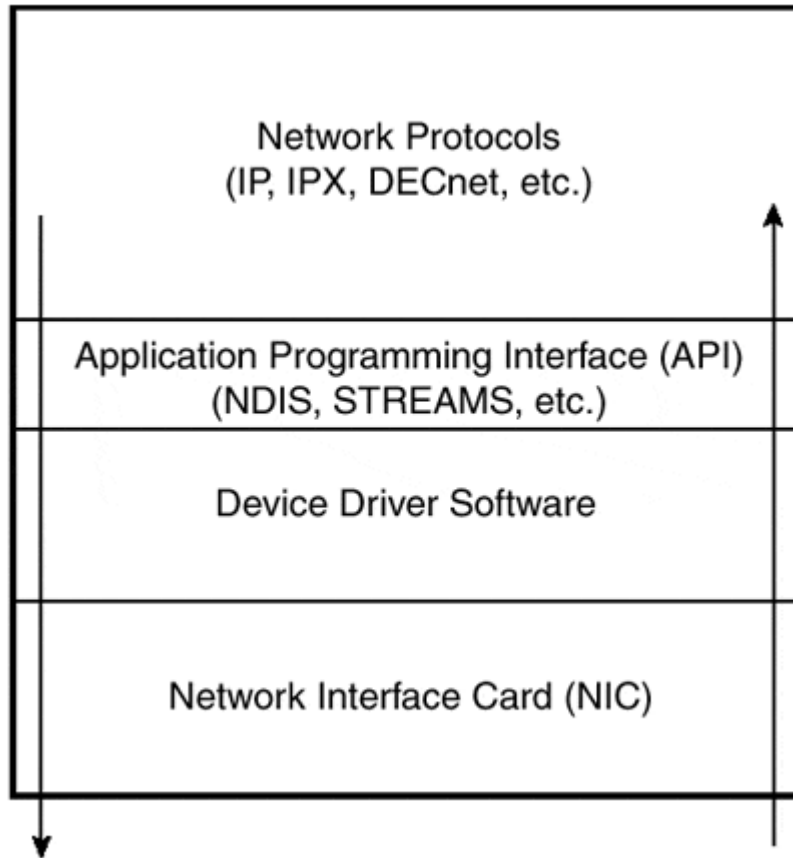 Network Protocols
(IP, IPX, DECnet, etc.)
Application Programming Interface (API)
(NDIS, STREAMS, etc.)
Device Driver Software
Network Interface Card (NIC)